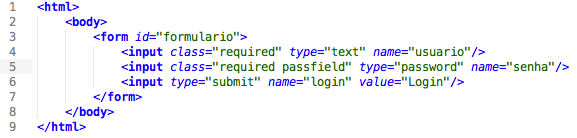 1 <html>
2 <body>
3 <form id="formulario">
4 <input class="required" type="text" name="usuario"/>
5 <input class="required passfield" type="password" name="senha"/>
6 <input type="submit" name="login" value="Login"/>
7 </form>
8 </body>
9 </html>